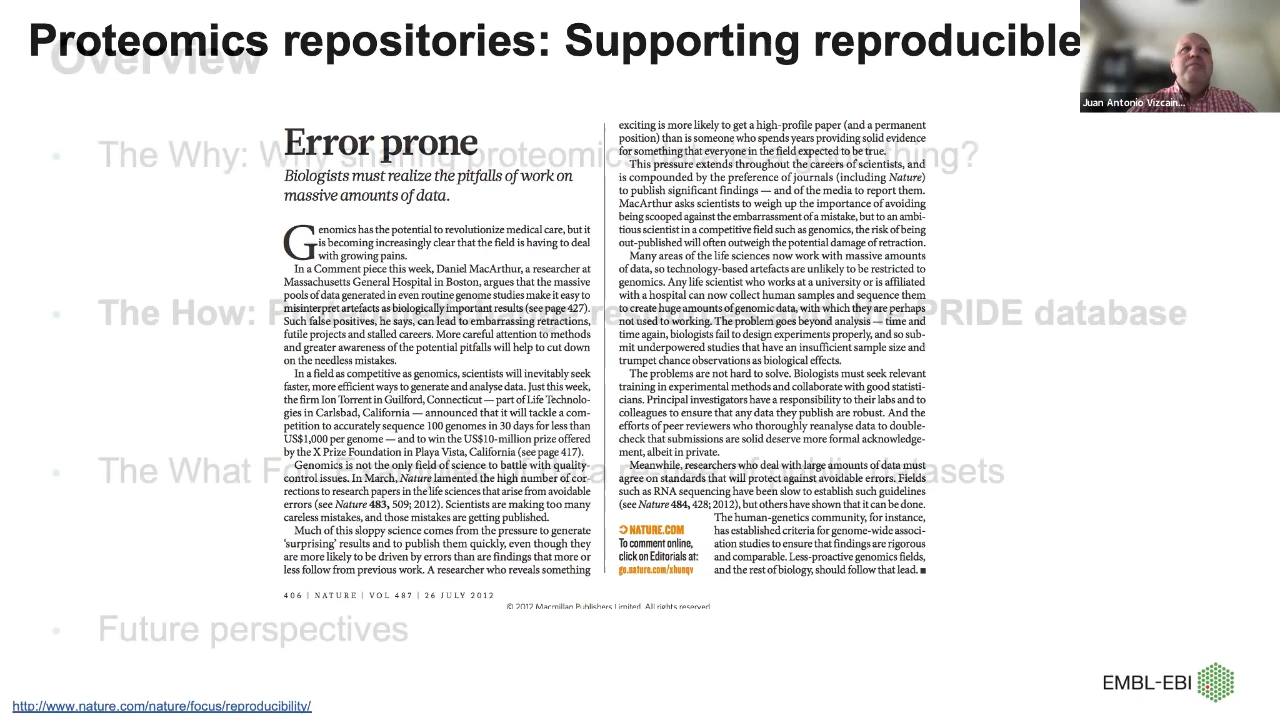 Proteomics repositories: Supporting reproducible
Overview
Juan Antonio Vizcain...
The Why: Why sharing proteomics thing?
The How: PRIDE database
The What For: datasets
Future perspectives
Error prone
Biologists must realize the pitfalls of work on
massive amounts of data.
Genomics has the potential to revolutionize medical care, but it
is becoming increasingly clear that the field is having to deal
with growing pains.
In a Comment piece this week, Daniel MacArthur, a researcher at
Massachusetts General Hospital in Boston, argues that the massive
pools of data generated in even routine genome studies make it easy to
misinterpret artefacts as biologically important results (see page 427).
Such false positives, he says, can lead to embarrassing retractions,
futile projects and stalled careers. More careful attention to methods
and greater awareness of the potential pitfalls will help to cut down
on the needless mistakes.
In a field as competitive as genomics, scientists will inevitably seek
faster, more efficient ways to generate and analyse data. Just this week,
the firm Ion Torrent in Guilford, Connecticut — part of Life Technolo-
gies in Carlsbad, California — announced that it will tackle a com-
petition to accurately sequence 100 genomes in 30 days for less than
US$1,000 per genome — and to win the US$10-million prize offered
by the X Prize Foundation in Playa Vista, California (see page 417).
Genomics is not the only field of science to battle with quality-
control issues. In March, Nature lamented the high number of cor-
rections to research papers in the life sciences that arise from avoidable
errors (see Nature 483, 509; 2012). Scientists are making too many
careless mistakes, and those mistakes are getting published.
Much of this sloppy science comes from the pressure to generate
‘surprising’ results and to publish them quickly, even though they
are more likely to be driven by errors than are findings that more or
less follow from previous work. A researcher who reveals something
exciting is more likely to get a high-profile paper (and a permanent
position) than is someone who spends years providing solid evidence
for something that everyone in the field expected to be true.
This pressure extends throughout the careers of scientists, and
is compounded by the preference of journals (including Nature)
to publish significant findings — and of the media to report them.
MacArthur asks scientists to weigh up the importance of avoiding
being scooped against the embarrassment of a mistake, but to an ambi-
tious scientist in a competitive field such as genomics, the risk of being
out-published will often outweigh the potential damage of retraction.
Many areas of the life sciences now work with massive amounts
of data, so technology-based artefacts are unlikely to be restricted to
genomics. Any life scientist who works at a university or is affiliated
with a hospital can now collect human samples and sequence them
to create huge amounts of genomic data, with which they are perhaps
not used to working. The problem goes beyond analysis — time and
time again, biologists fail to design experiments properly, and so sub-
mit underpowered studies that have an insufficient sample size and
trumpet chance observations as biological effects.
The problems are not hard to solve. Biologists must seek relevant
training in experimental methods and collaborate with good statisti-
cians. Principal investigators have a responsibility to their labs and to
colleagues to ensure that any data they publish are robust. And the
efforts of peer reviewers who thoroughly reanalyse data to double-
check that submissions are solid deserve more formal acknowledge-
ment, albeit in private.
Meanwhile, researchers who deal with large amounts of data must
agree on standards that will protect against avoidable errors. Fields
such as RNA sequencing have been slow to establish such guidelines
(see Nature 484, 428; 2012), but others have shown that it can be done.
The human-genetics community, for instance,
has established criteria for genome-wide associ-
ation studies to ensure that findings are rigorous
and comparable. Less-proactive genomics fields,
and the rest of biology, should follow that lead. ■
NATURE.COM
To comment online,
click on Editorials at:
go.nature.com/xhunqv
406 | NATURE | VOL 487 | 26 JULY 2012
© 2012 Macmillan Publishers Limited. All rights reserved
http://www.nature.com/nature/focus/reproducibility/
EMBL-EBI